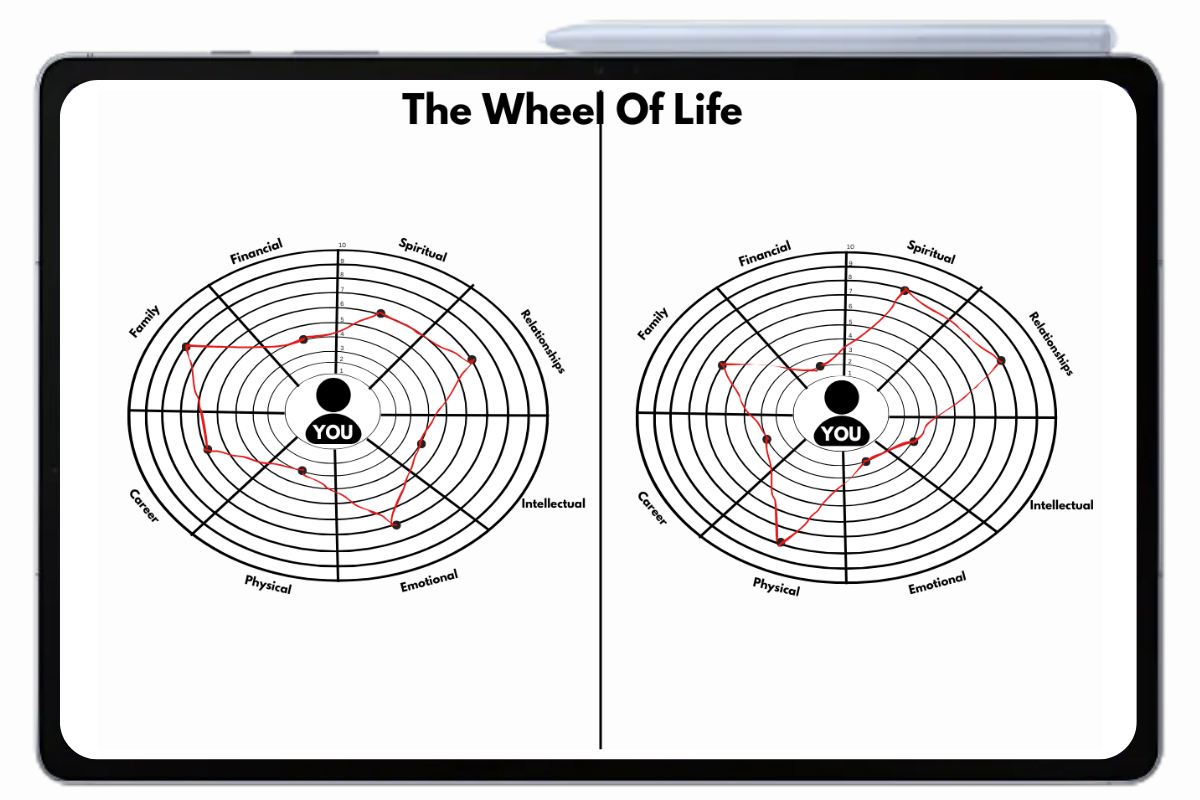 The Wheel Of Life
Financial
Spiritual
Family
Relationships
10
9
8
7
6
5
4
3
2
1
YOU
Career
Intellectual
Physical
Emotional
Financial
Spiritual
Family
Relationships
10
9
8
7
6
5
4
3
2
1
YOU
Career
Intellectual
Physical
Emotional